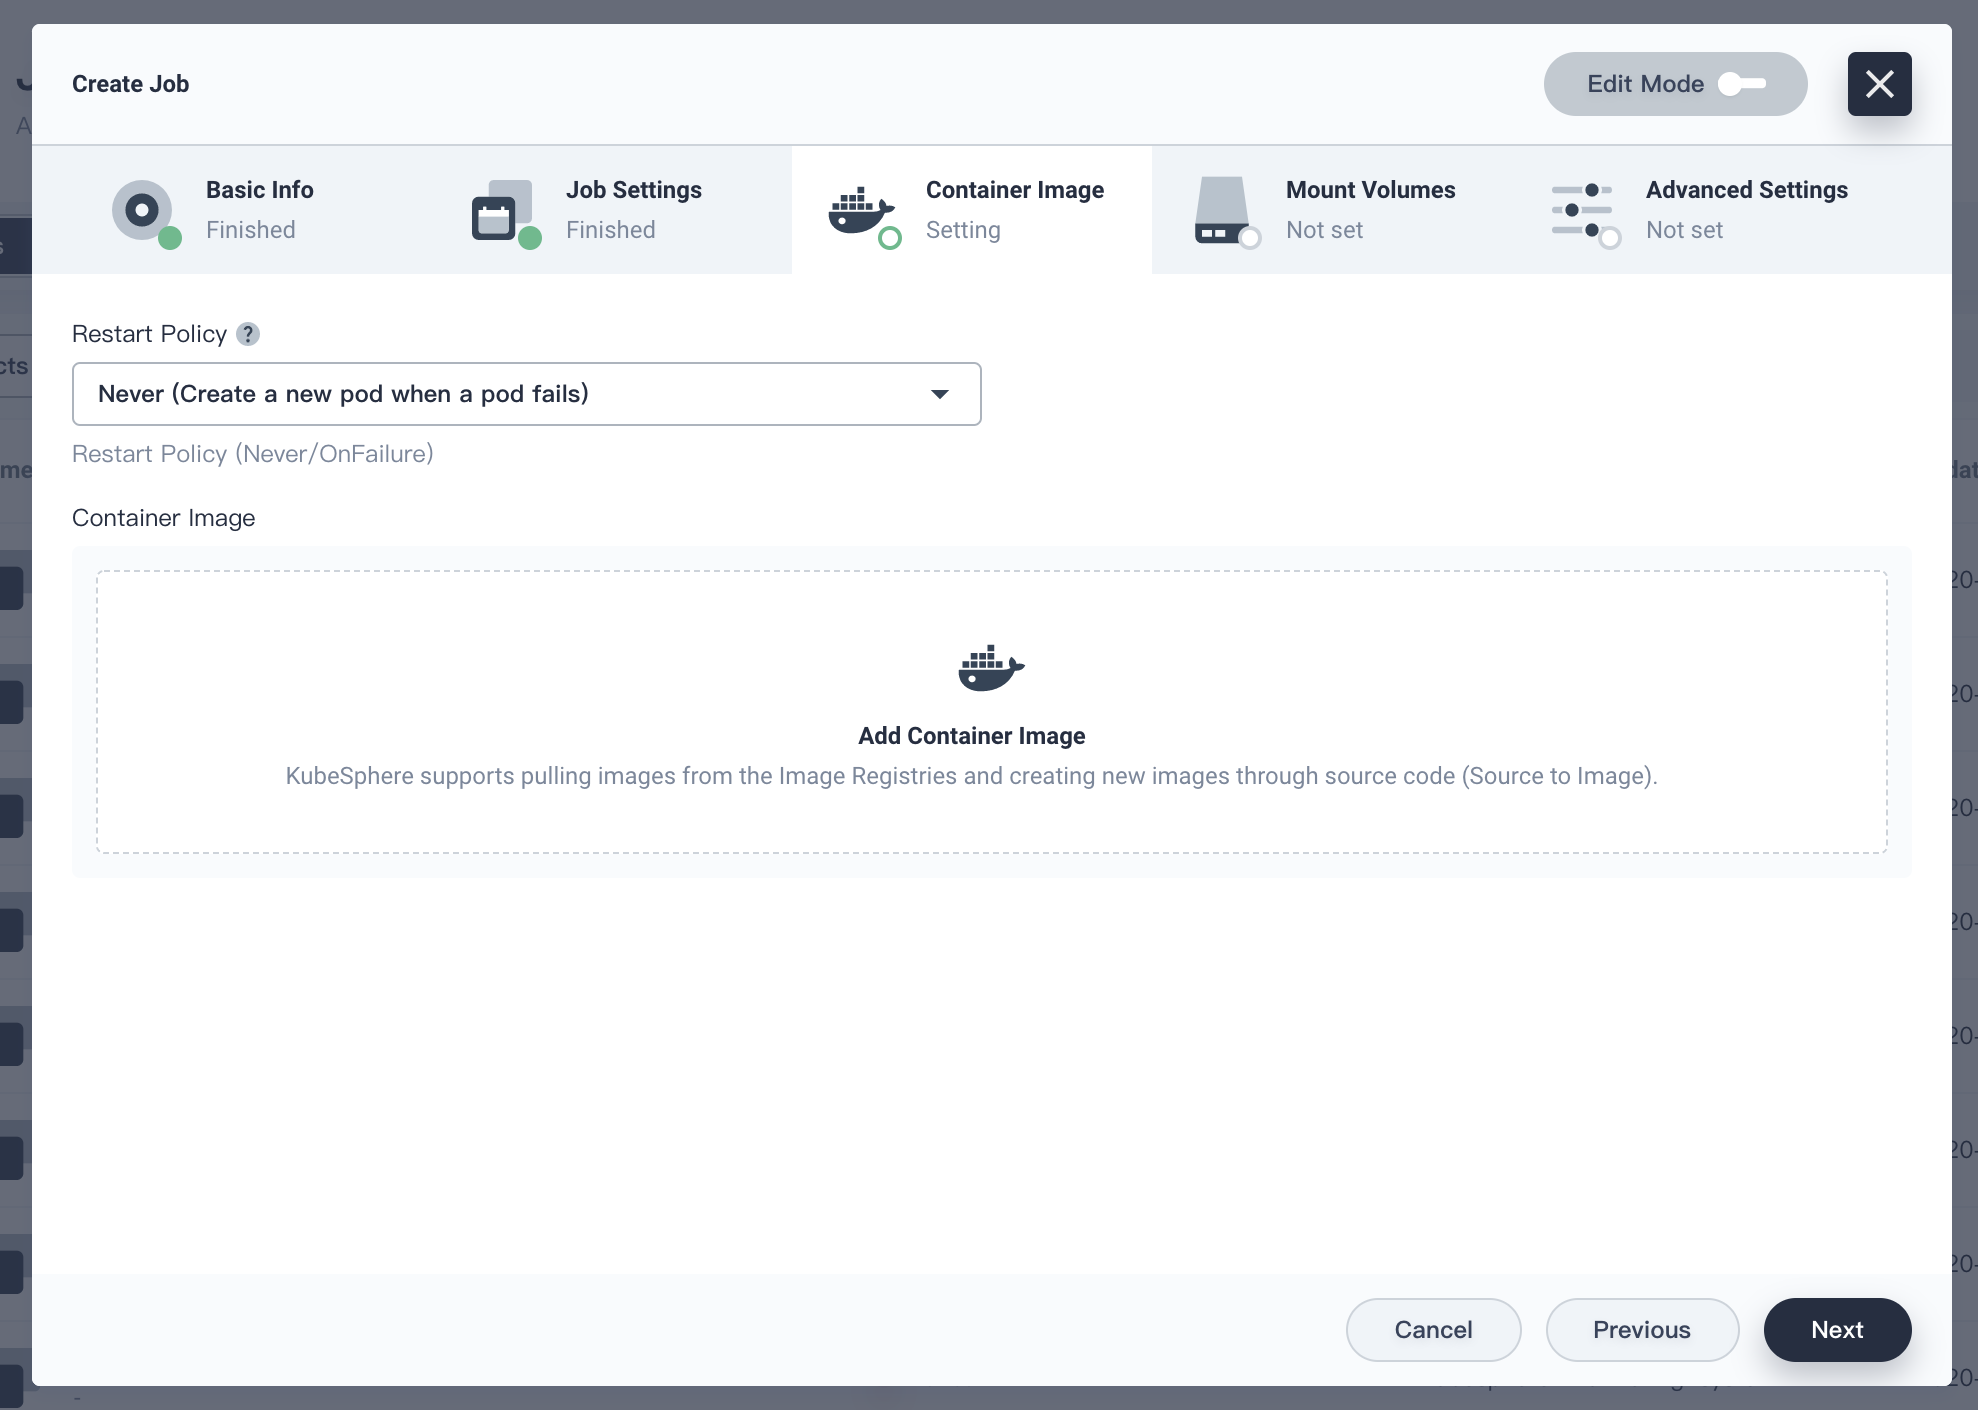 Create Job
Edit Mode
Basic Info
Finished
Job Settings
Finished
Container Image
Setting
Mount Volumes
Not set
Advanced Settings
Not set
Restart Policy ?
Never (Create a new pod when a pod fails)
Restart Policy (Never/OnFailure)
Container Image
Add Container Image
KubeSphere supports pulling images from the Image Registries and creating new images through source code (Source to Image).
Cancel
Previous
Next